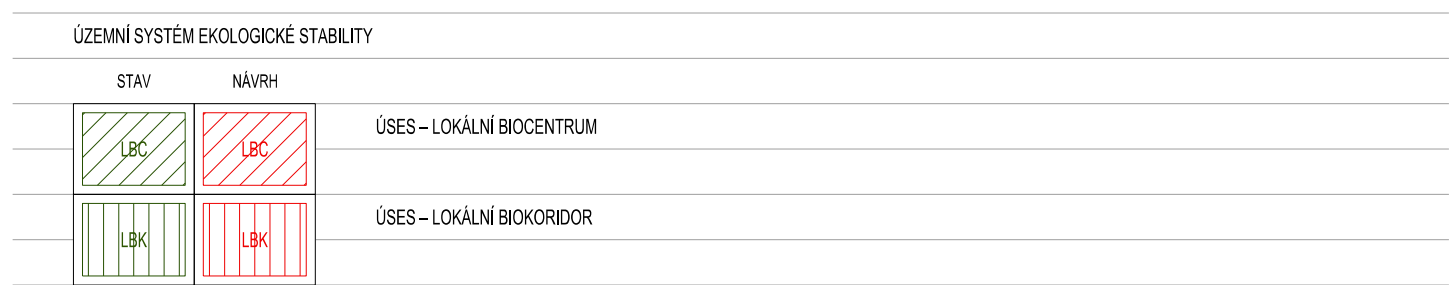 ÚZEMNÍ SYSTÉM EKOLOGICKÉ STABILITY
STAV NÁVRH
LBC LBC ÚSES – LOKÁLNÍ BIOCENTRUM
LBK LBK ÚSES – LOKÁLNÍ BIOKORIDOR